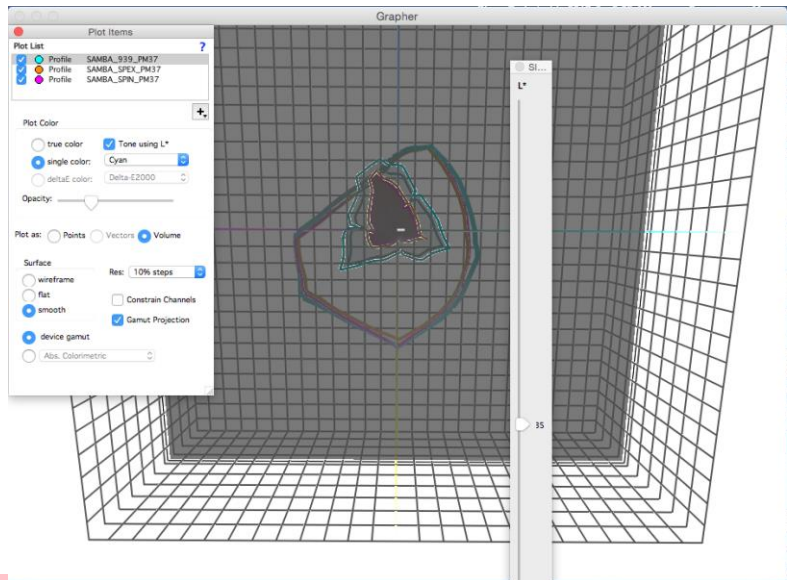 Grapher
Plot Items
Plot List
?
Profile SAMBA_939_PM37
Profile SAMBA_SPEX_PM37
Profile SAMBA_SPIN_PM37
+
Plot Color
true color Tone using L*
single color: Cyan
deltaE color: Delta-E2000
Opacity:
Plot as: Points Vectors Volume
Surface
Res: 10% steps
wireframe
flat
Constrain Channels
smooth
Gamut Projection
device gamut
Abs. Colorimetric
Sl...
L*
35